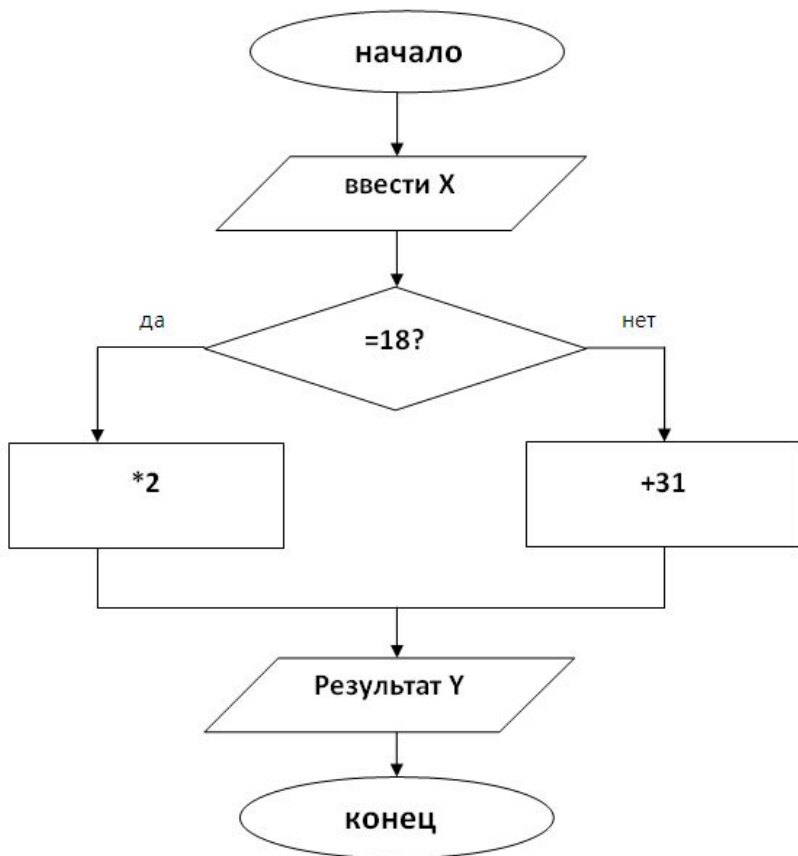 начало
ввести X
да
=18?
нет
*2
+31
Результат Y
конец